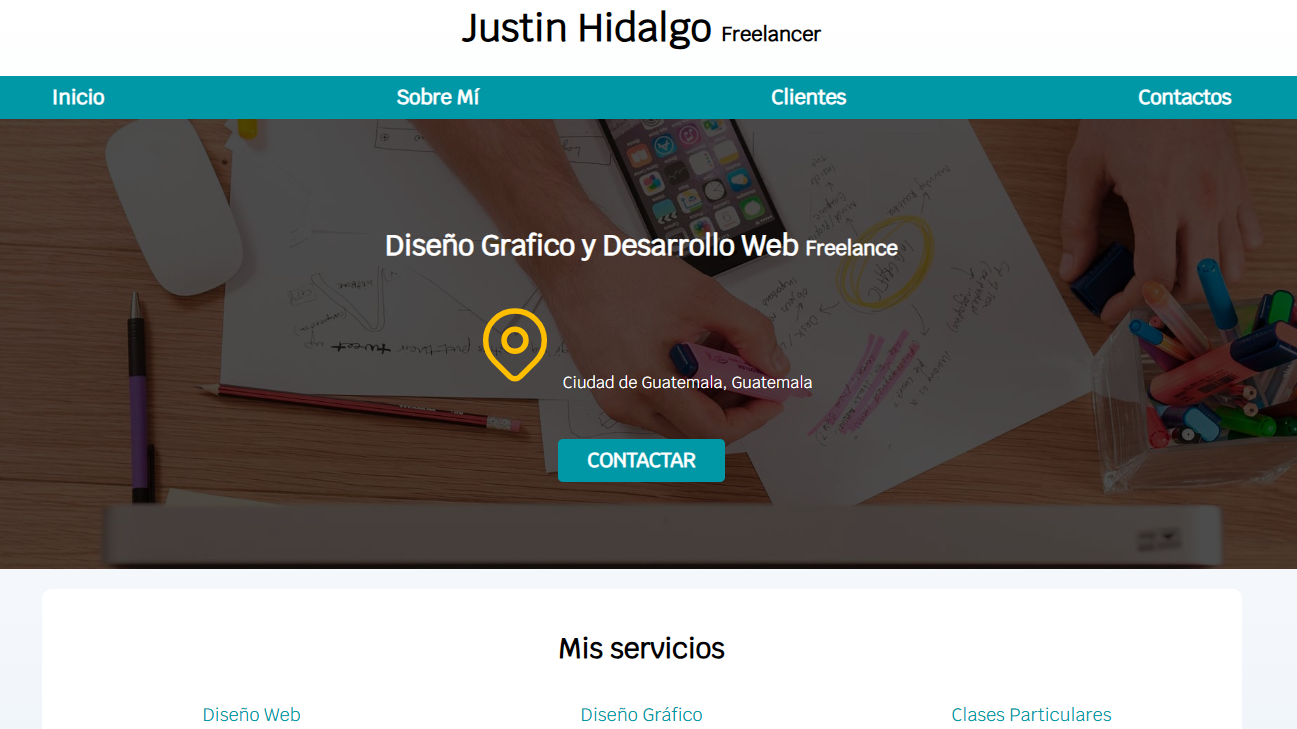 Justin Hidalgo Freelancer
Inicio Sobre Mí Clientes Contactos
Diseño Grafico y Desarrollo Web Freelance
Ciudad de Guatemala, Guatemala
CONTACTAR
Mis servicios
Diseño Web Diseño Gráfico Clases Particulares